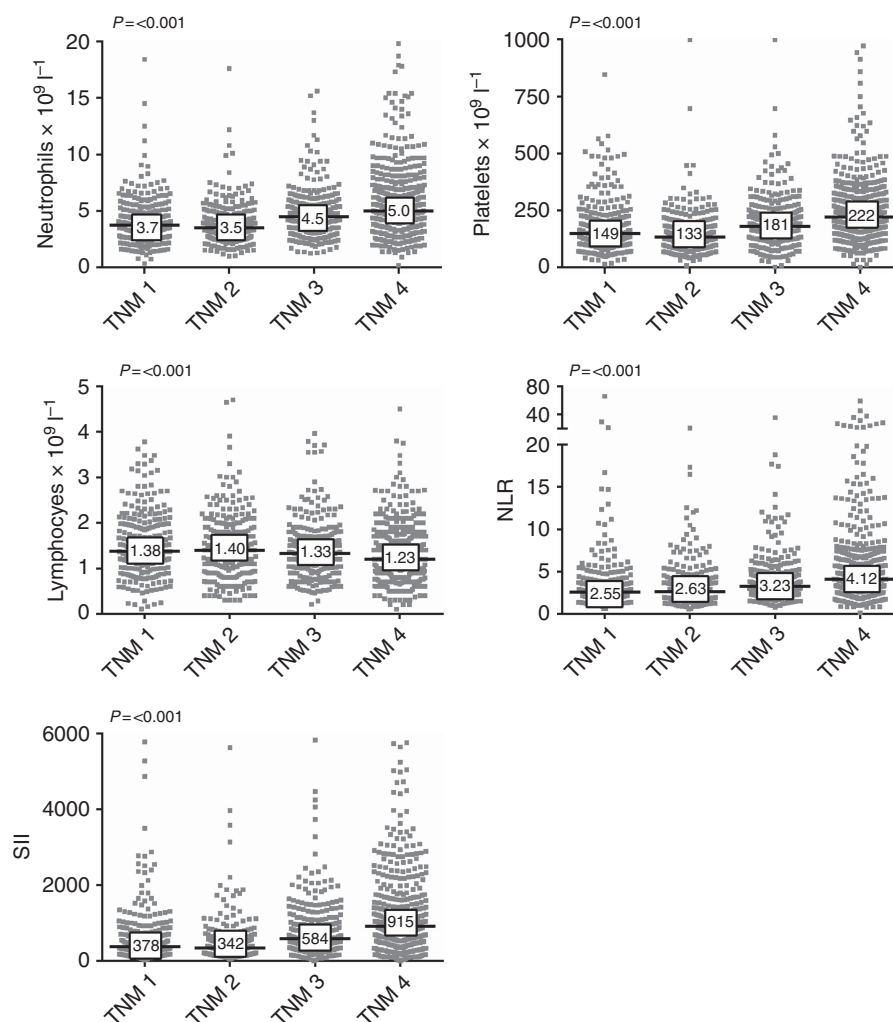 P=<0.001
Neutrophils × 10⁹ l⁻¹
20
15
10
5
0
3.7
3.5
4.5
5.0
TNM 1
TNM 2
TNM 3
TNM 4
P=<0.001
Platelets × 10⁹ l⁻¹
1000
750
500
250
0
149
133
181
222
TNM 1
TNM 2
TNM 3
TNM 4
P=<0.001
Lymphocyes × 10⁹ l⁻¹
5
4
3
2
1
0
1.38
1.40
1.33
1.23
TNM 1
TNM 2
TNM 3
TNM 4
P=<0.001
NLR
80
40
20
15
10
5
0
2.55
2.63
3.23
4.12
TNM 1
TNM 2
TNM 3
TNM 4
P=<0.001
SII
6000
4000
2000
0
378
342
584
915
TNM 1
TNM 2
TNM 3
TNM 4